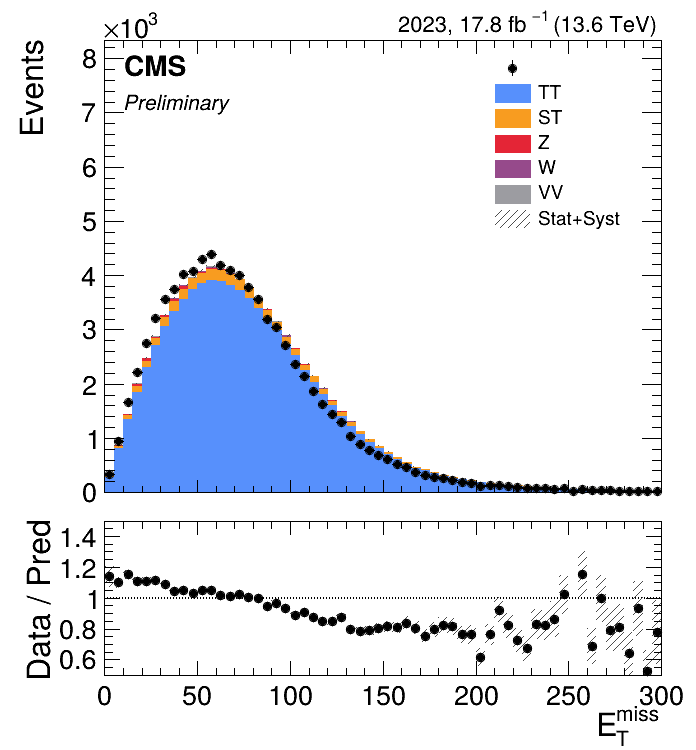 ×10³
2023, 17.8 fb ⁻¹ (13.6 TeV)
CMS
Preliminary
Events
8
7
6
5
4
3
2
1
0
TT
ST
Z
W
VV
Stat+Syst
Data / Pred
1.4
1.2
1
0.8
0.6
0 50 100 150 200 250 300
E_T^miss